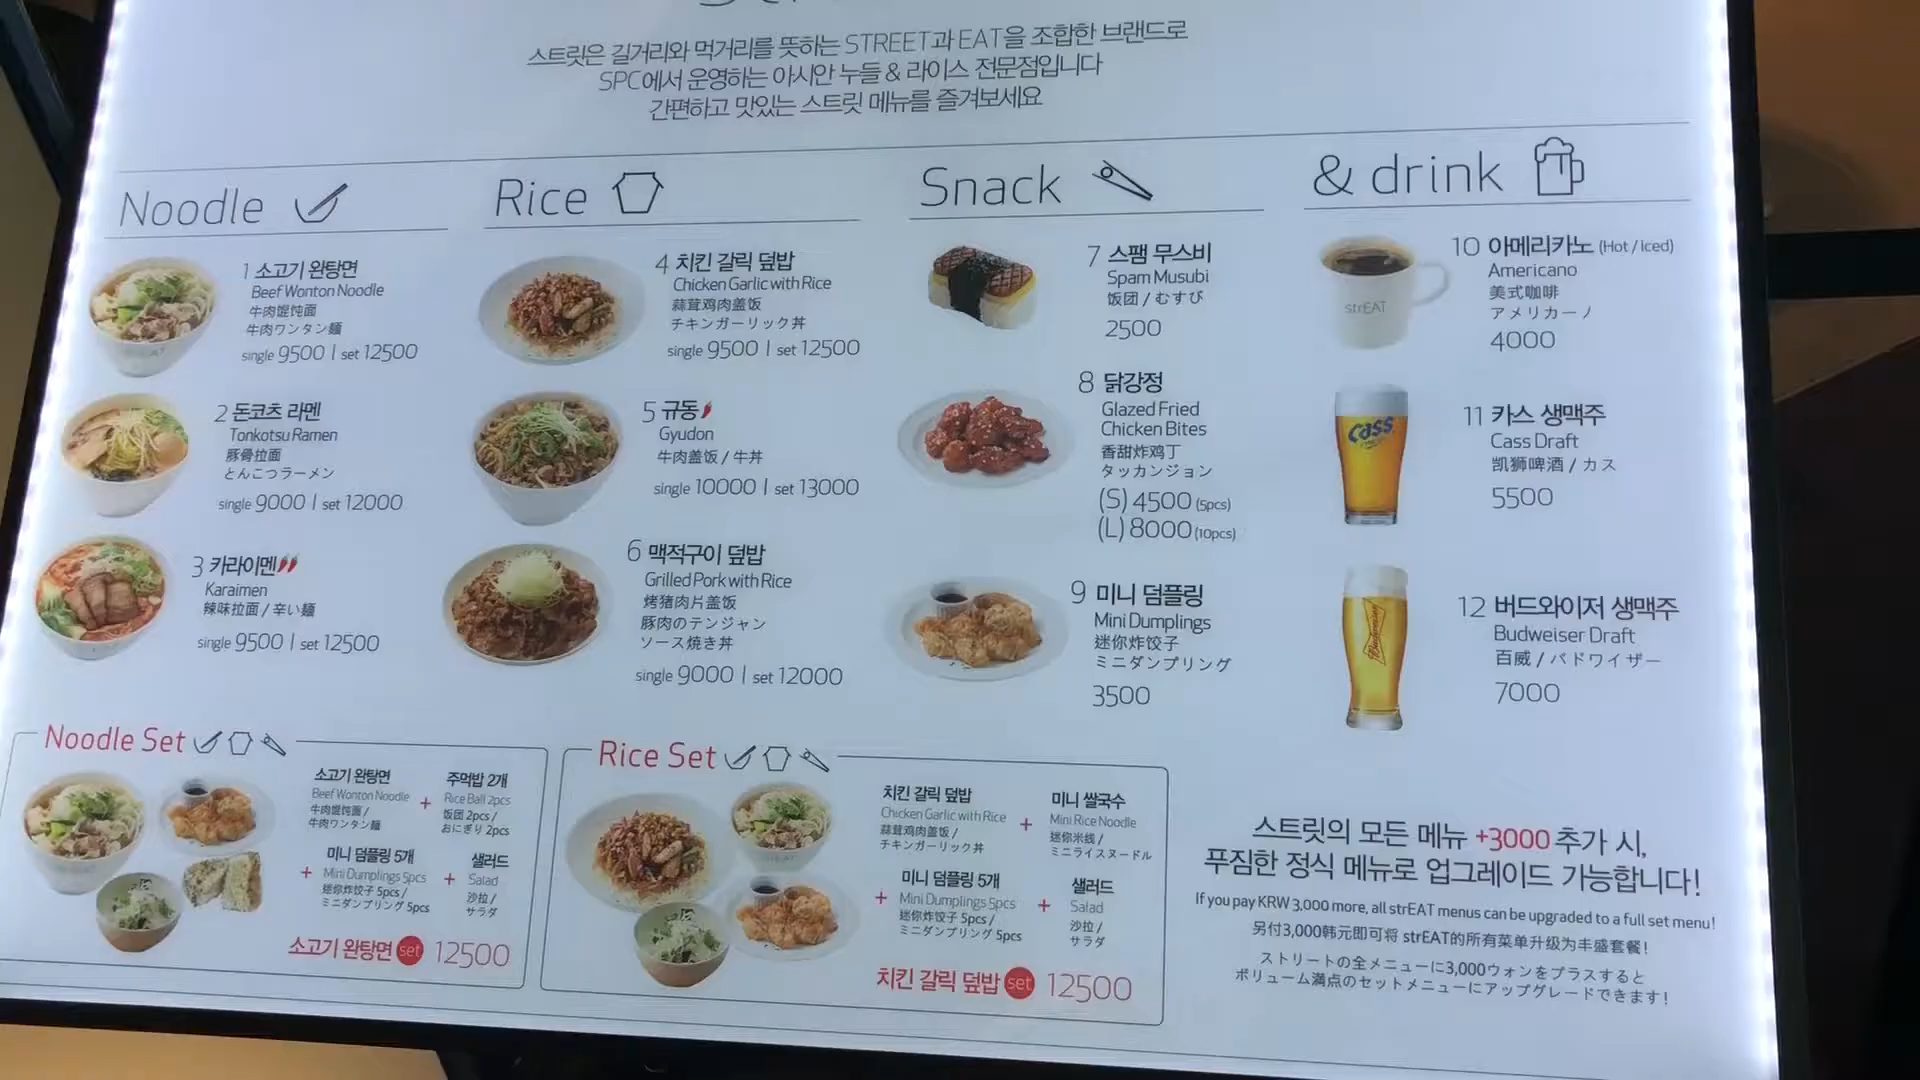 스트릿은 길거리와 먹거리를 뜻하는 STREET과 EAT을 조합한 브랜드로
SPC에서 운영하는 아시안 누들 & 라이스 전문점입니다
간편하고 맛있는 스트릿 메뉴를 즐겨보세요
Noodle
1 소고기 완탕면
Beef Wonton Noodle
牛肉馄饨面
牛肉ワンタン麺
single 9500 | set 12500
2 돈코츠 라멘
Tonkotsu Ramen
豚骨拉面
とんこつラーメン
single 9000 | set 12000
3 카라이멘
Karaimen
辣味拉面 / 辛い麺
single 9500 | set 12500
Rice
4 치킨 갈릭 덮밥
Chicken Garlic with Rice
蒜茸鸡肉盖饭
チキンガーリック丼
single 9500 | set 12500
5 규동
Gyudon
牛肉盖饭 / 牛丼
single 10000 | set 13000
6 맥적구이 덮밥
Grilled Pork with Rice
烤猪肉片盖饭
豚肉のテンジャン
ソース焼き丼
single 9000 | set 12000
Snack
7 스팸 무스비
Spam Musubi
饭团 / むすび
2500
8 닭강정
Glazed Fried
Chicken Bites
香甜炸鸡丁
タッカンジョン
(S) 4500 (5pcs)
(L) 8000 (10pcs)
9 미니 덤플링
Mini Dumplings
迷你炸饺子
ミニダンプリング
3500
& drink
strEAT
10 아메리카노 (Hot / Iced)
Americano
美式咖啡
アメリカーノ
4000
Cass
11 카스 생맥주
Cass Draft
凯狮啤酒 / カス
5500
Budweiser
12 버드와이저 생맥주
Budweiser Draft
百威 / バドワイザー
7000
Noodle Set
소고기 완탕면
Beef Wonton Noodle
牛肉馄饨面 /
牛肉ワンタン麺
+ 주먹밥 2개
Rice Ball 2pcs
饭团 2pcs /
おにぎり 2pcs
+ 미니 덤플링 5개
Mini Dumplings 5pcs
迷你炸饺子 5pcs /
ミニダンプリング 5pcs
+ 샐러드
Salad
沙拉 /
サラダ
소고기 완탕면 set 12500
Rice Set
치킨 갈릭 덮밥
Chicken Garlic with Rice
蒜茸鸡肉盖饭 /
チキンガーリック丼
+ 미니 쌀국수
Mini Rice Noodle
迷你米线 /
ミニライスヌードル
+ 미니 덤플링 5개
Mini Dumplings 5pcs
迷你炸饺子 5pcs /
ミニダンプリング 5pcs
+ 샐러드
Salad
沙拉 /
サラダ
치킨 갈릭 덮밥 set 12500
스트릿의 모든 메뉴 +3000 추가 시,
푸짐한 정식 메뉴로 업그레이드 가능합니다!
If you pay KRW 3,000 more, all strEAT menus can be upgraded to a full set menu!
另付3,000韩元即可将 strEAT的所有菜单升级为丰盛套餐!
ストリートの全メニューに3,000ウォンをプラスすると
ボリューム満点のセットメニューにアップグレードできます!